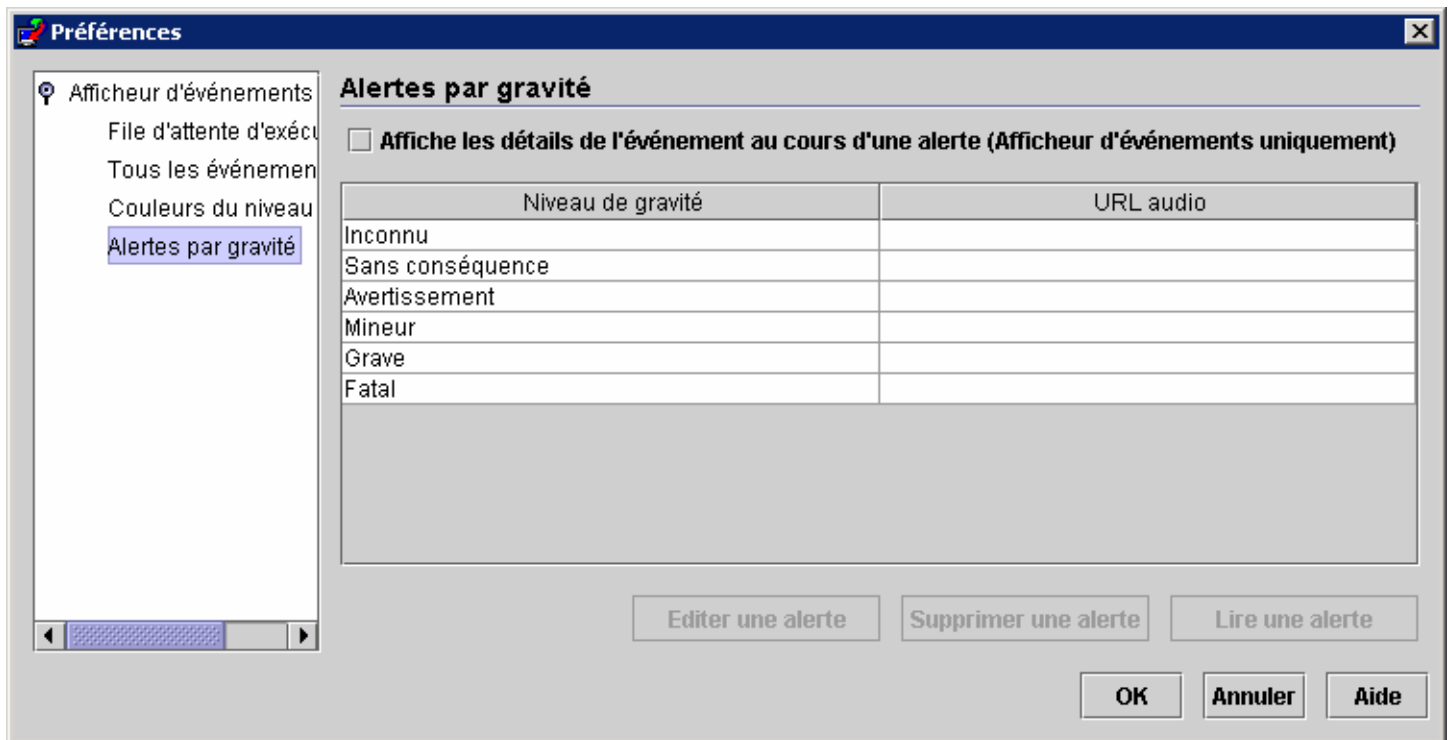 Préférences
Afficheur d'événements
File d'attente d'exécu
Tous les événemen
Couleurs du niveau
Alertes par gravité
Alertes par gravité
Affiche les détails de l'événement au cours d'une alerte (Afficheur d'événements uniquement)
Niveau de gravité URL audio
Inconnu
Sans conséquence
Avertissement
Mineur
Grave
Fatal
Editer une alerte Supprimer une alerte Lire une alerte
OK Annuler Aide